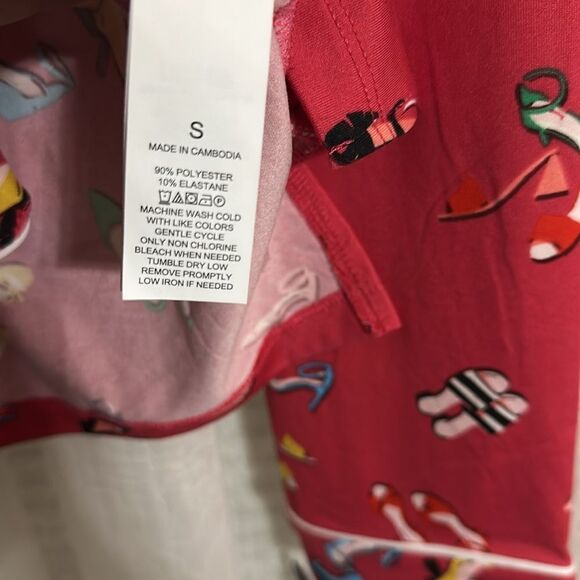 S
MADE IN CAMBODIA
90% POLYESTER
10% ELASTANE
MACHINE WASH COLD
WITH LIKE COLORS
GENTLE CYCLE
ONLY NON CHLORINE
BLEACH WHEN NEEDED
TUMBLE DRY LOW
REMOVE PROMPTLY
LOW IRON IF NEEDED